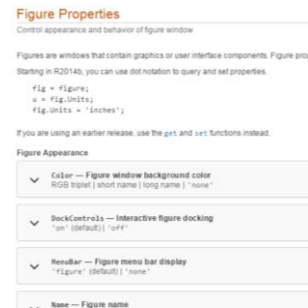 Figure Properties
Control appearance and behavior of figure window
Figures are windows that contain graphics or user interface components. Figure
Starting in R2014b, you can use dot notation to query and set properties.
fig = figure;
u = fig.Units;
fig.Units = 'inches';
If you are using an earlier release, use the get and set functions instead.
Figure Appearance
Color — Figure window background color
RGB triplet | short name | long name | 'none'
DockControls — Interactive figure docking
'on' (default) | 'off'
MenuBar — Figure menu bar display
'figure' (default) | 'none'
Name — Figure name